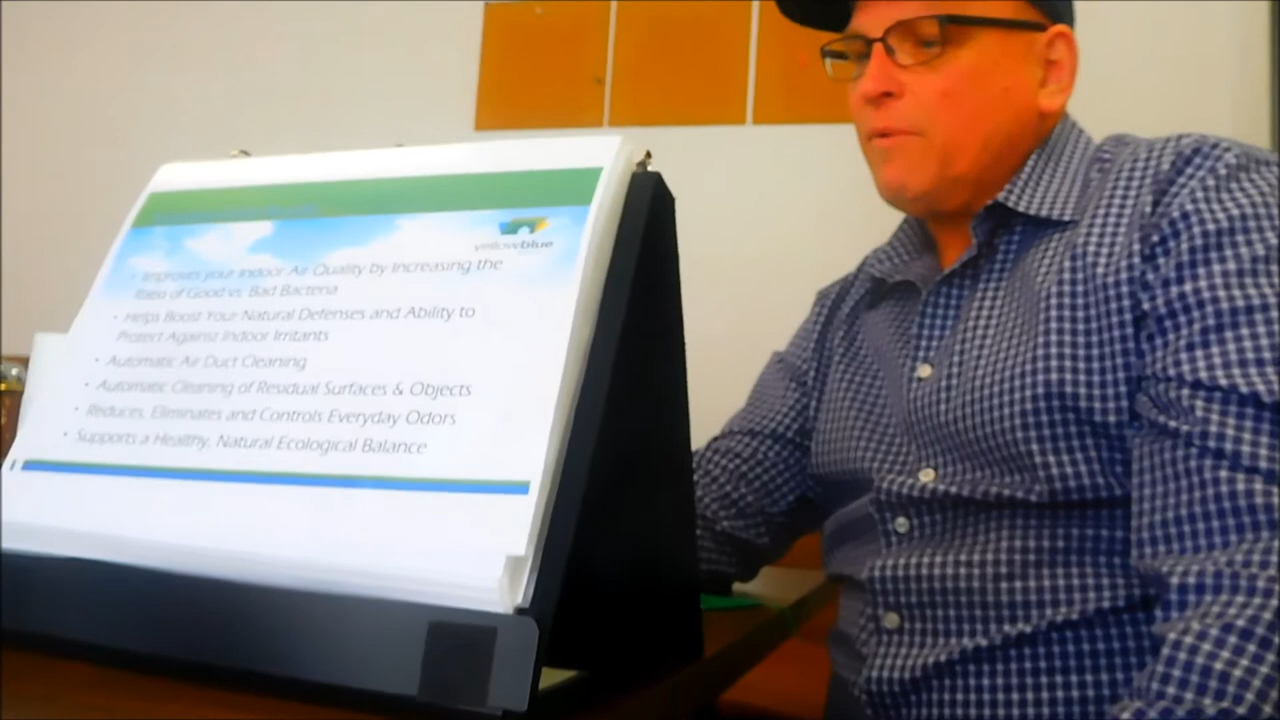 yellowblue
• Improves your Indoor Air Quality by Increasing the
Ratio of Good vs. Bad Bacteria
• Helps Boost Your Natural Defenses and Ability to
Protect Against Indoor Irritants
• Automatic Air Duct Cleaning
• Automatic Cleaning of Residual Surfaces & Objects
• Reduces, Eliminates and Controls Everyday Odors
• Supports a Healthy, Natural Ecological Balance